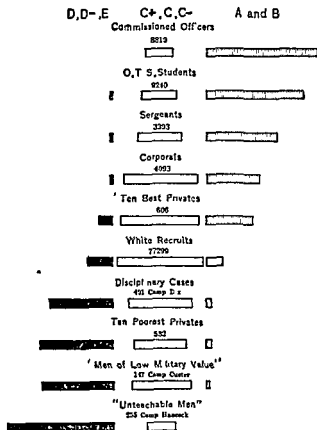 D,D-,E C+,C,C- A and B
Commissioned Officers
8819
O.T.S. Students
9240
Sergeants
3393
Corporals
4093
"Ten Best Privates
606
White Recruits
77299
Disciplinary Cases
491 Camp Dix
Ten Poorest Privates
582
"Men of Low Military Value"
147 Camp Custer
"Unteachable Men"
255 Camp Hancock